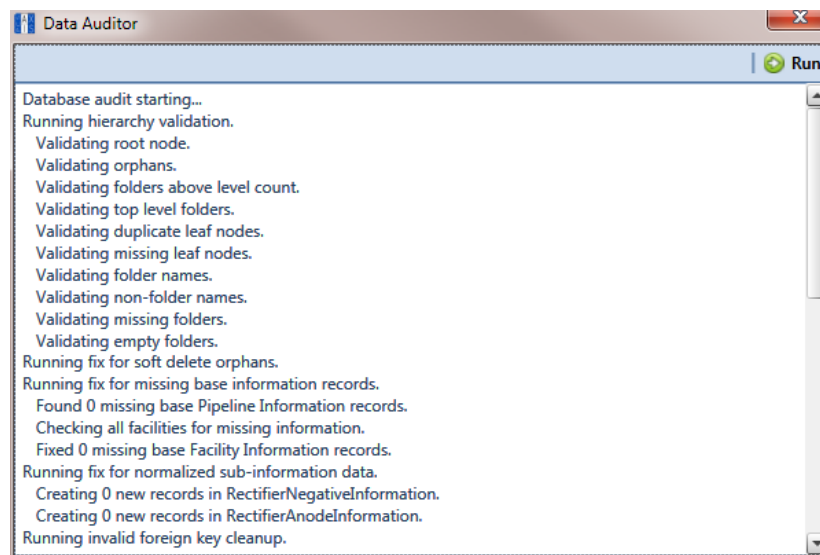 Data Auditor
Run
Database audit starting...
Running hierarchy validation.
Validating root node.
Validating orphans.
Validating folders above level count.
Validating top level folders.
Validating duplicate leaf nodes.
Validating missing leaf nodes.
Validating folder names.
Validating non-folder names.
Validating missing folders.
Validating empty folders.
Running fix for soft delete orphans.
Running fix for missing base information records.
Found 0 missing base Pipeline Information records.
Checking all facilities for missing information.
Fixed 0 missing base Facility Information records.
Running fix for normalized sub-information data.
Creating 0 new records in RectifierNegativeInformation.
Creating 0 new records in RectifierAnodeInformation.
Running invalid foreign key cleanup.